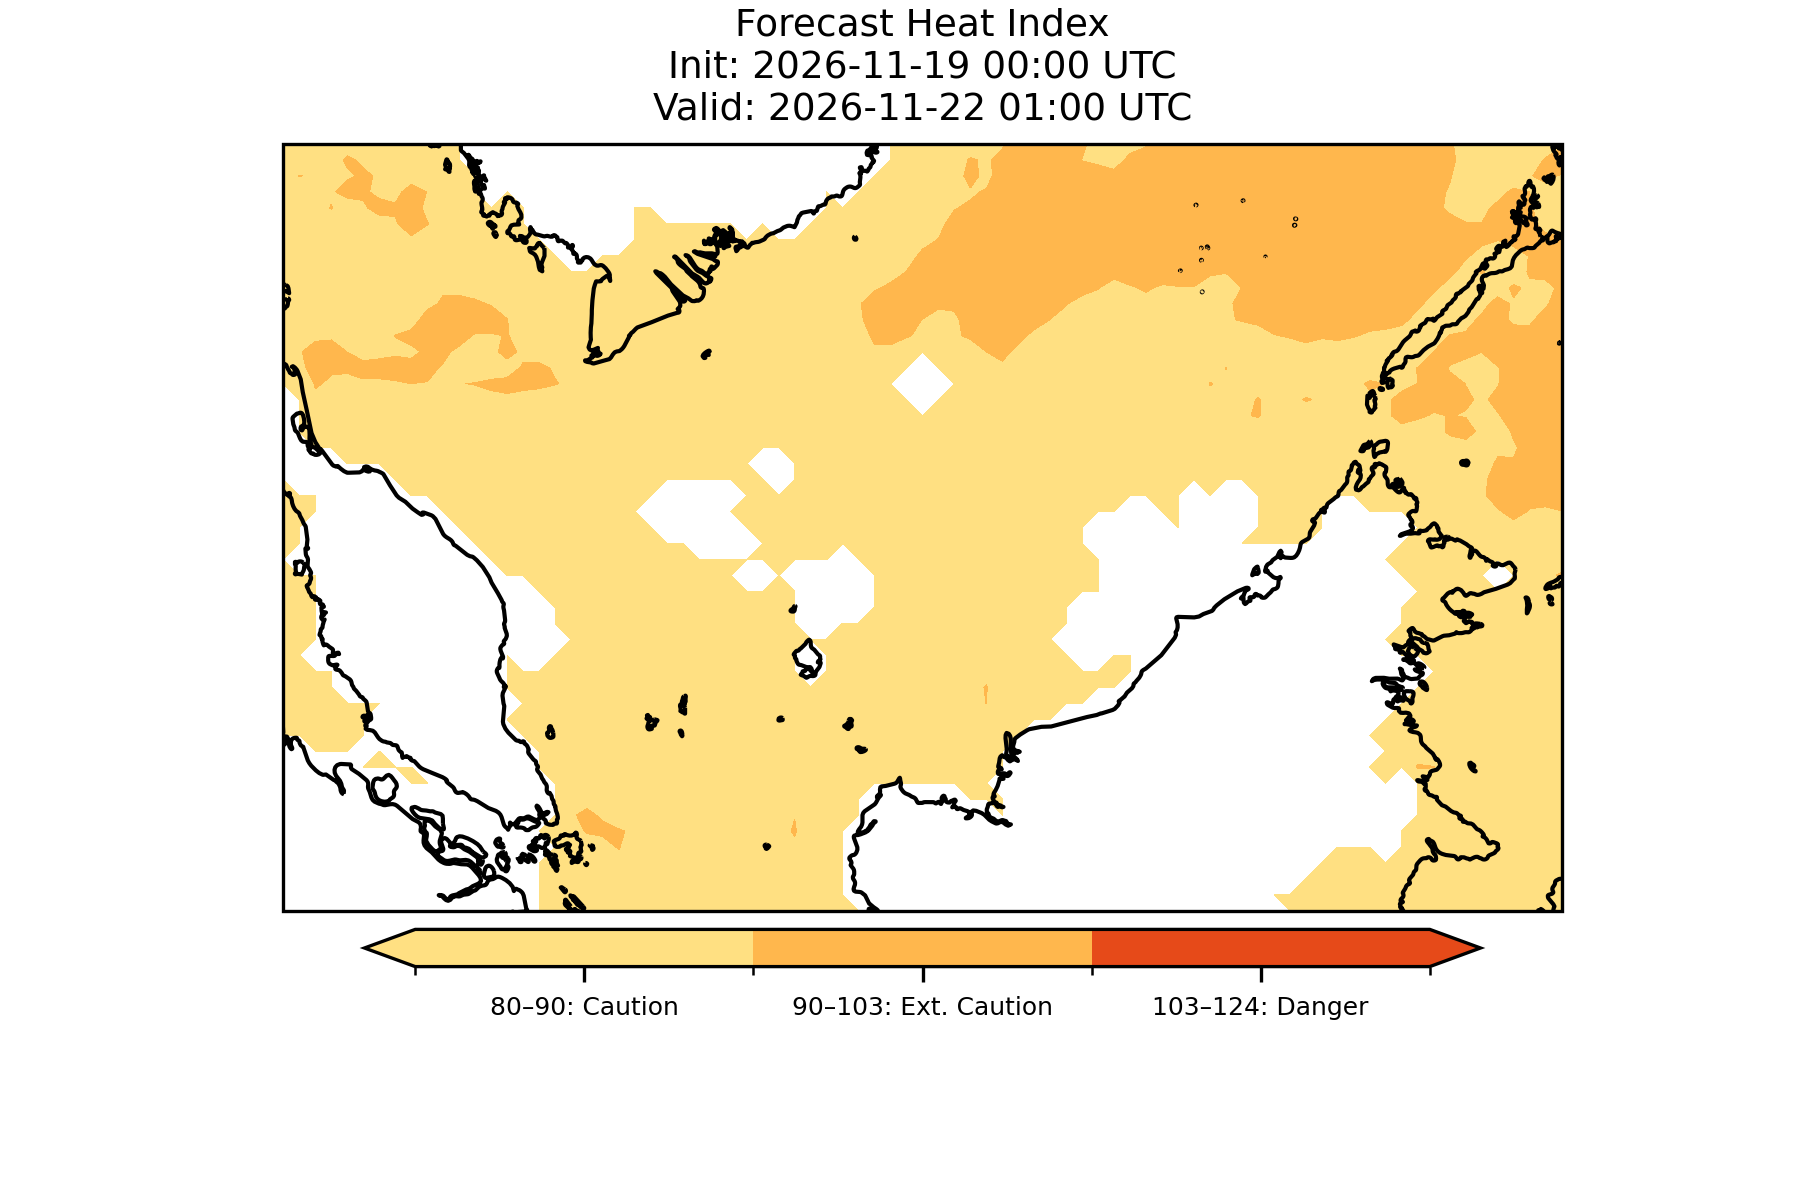 Forecast Heat Index
Init: 2026-11-19 00:00 UTC
Valid: 2026-11-22 01:00 UTC
80–90: Caution
90–103: Ext. Caution
103–124: Danger